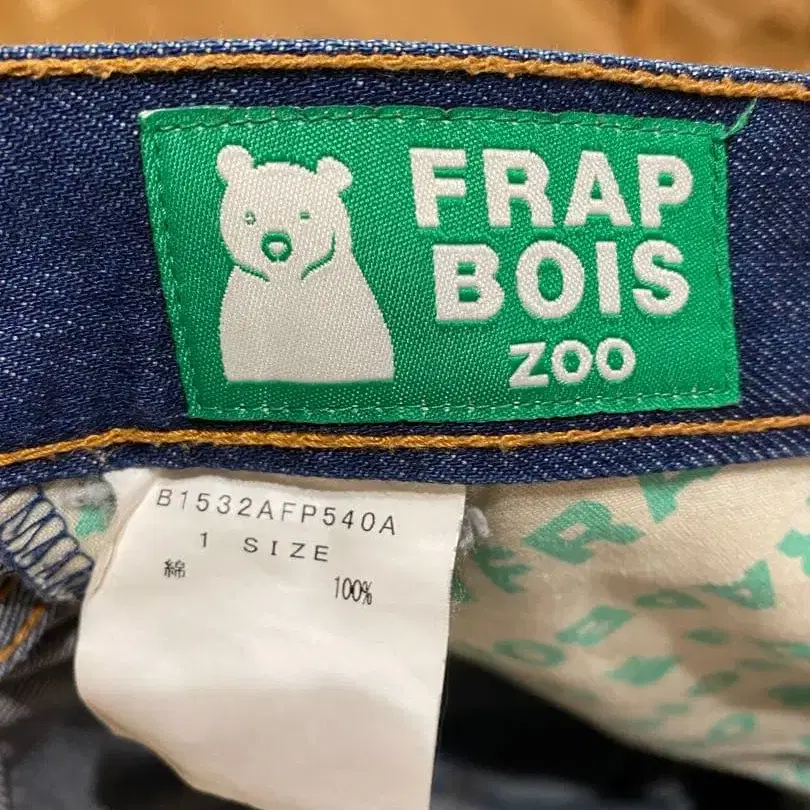 FRAP
BOIS
ZOO
B1532AFP540A
1 SIZE
綿
100%